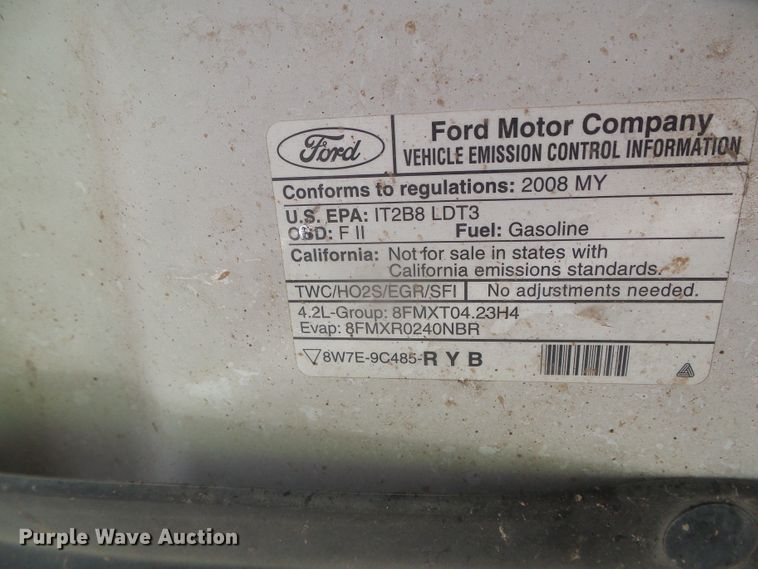 Ford
Ford Motor Company
VEHICLE EMISSION CONTROL INFORMATION
Conforms to regulations: 2008 MY
U.S. EPA: IT2B8 LDT3
OBD: F II Fuel: Gasoline
California: Not for sale in states with
California emissions standards.
TWC/HO2S/EGR/SFI No adjustments needed.
4.2L-Group: 8FMXT04.23H4
Evap: 8FMXR0240NBR
8W7E-9C485-R Y B
Purple Wave Auction